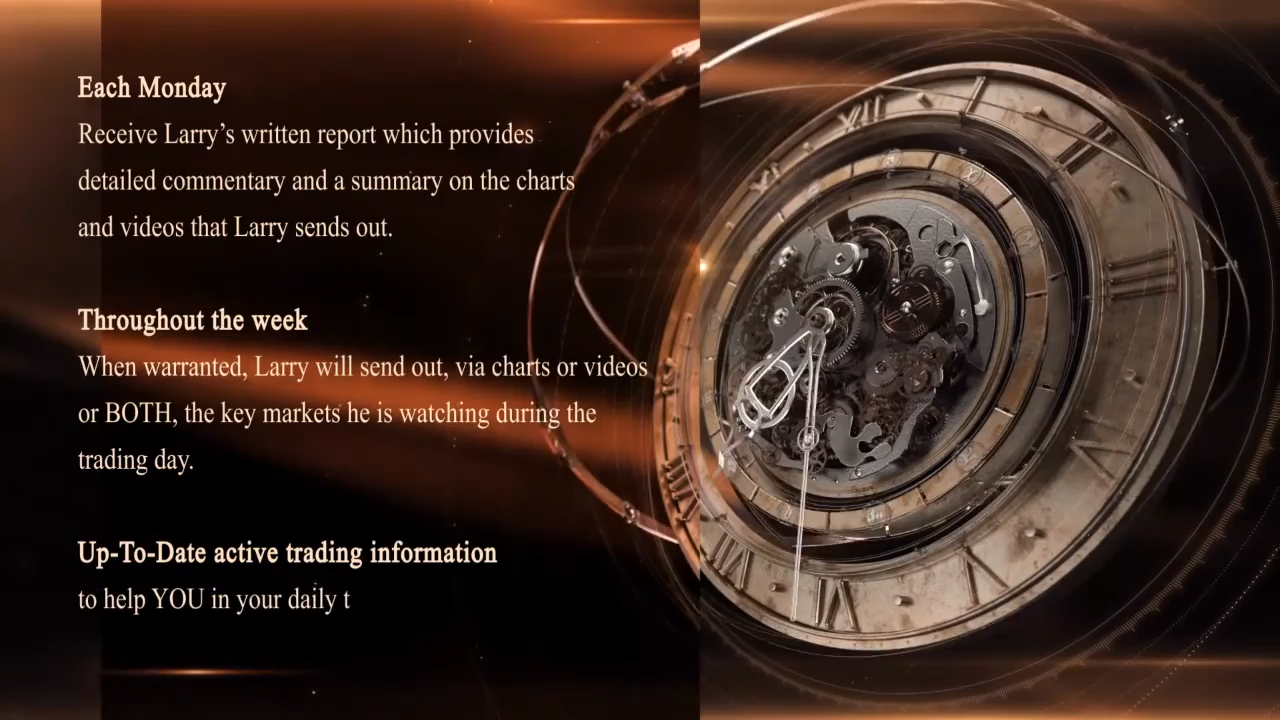 Each Monday
Receive Larry’s written report which provides
detailed commentary and a summary on the charts
and videos that Larry sends out.
Throughout the week
When warranted, Larry will send out, via charts or videos
or BOTH, the key markets he is watching during the
trading day.
Up-To-Date active trading information
to help YOU in your daily t